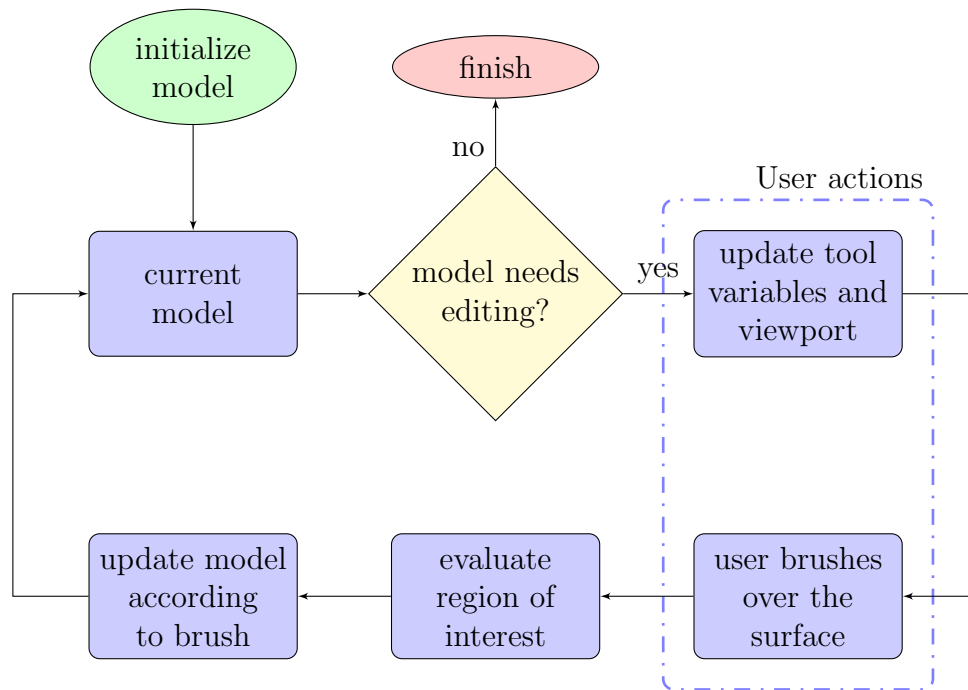 initialize
model
finish
no
User actions
current
model
model needs
editing?
yes
update tool
variables and
viewport
update model
according
to brush
evaluate
region of
interest
user brushes
over the
surface